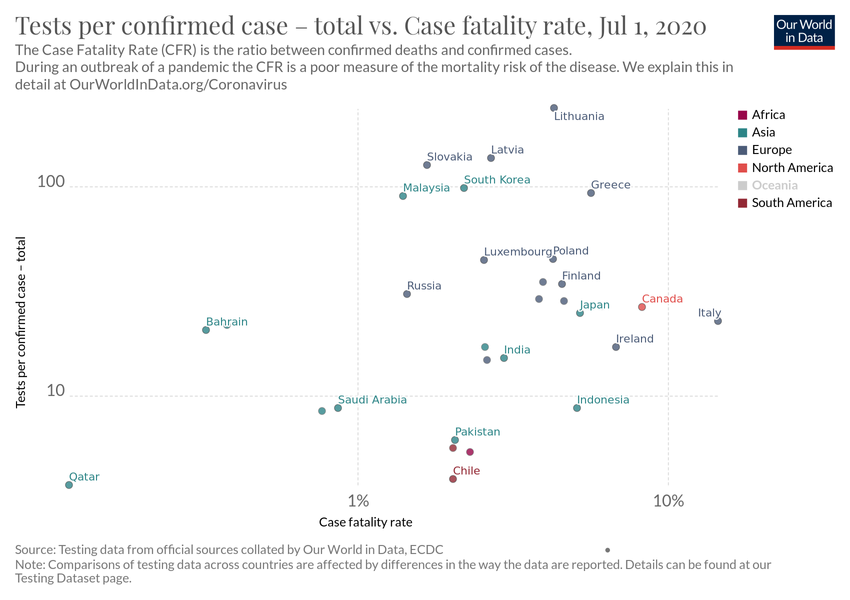 Tests per confirmed case – total vs. Case fatality rate, Jul 1, 2020
Our World
in Data
The Case Fatality Rate (CFR) is the ratio between confirmed deaths and confirmed cases.
During an outbreak of a pandemic the CFR is a poor measure of the mortality risk of the disease. We explain this in
detail at OurWorldInData.org/Coronavirus
Lithuania
Africa
Asia
Europe
North America
Oceania
South America
Slovakia
Latvia
100
Malaysia
South Korea
Greece
Luxembourg
Poland
Russia
Finland
Japan
Canada
Italy
Bahrain
Ireland
India
10
Saudi Arabia
Indonesia
Pakistan
Chile
Qatar
Tests per confirmed case – total
1%
10%
Case fatality rate
Source: Testing data from official sources collated by Our World in Data, ECDC
Note: Comparisons of testing data across countries are affected by differences in the way the data are reported. Details can be found at our
Testing Dataset page.